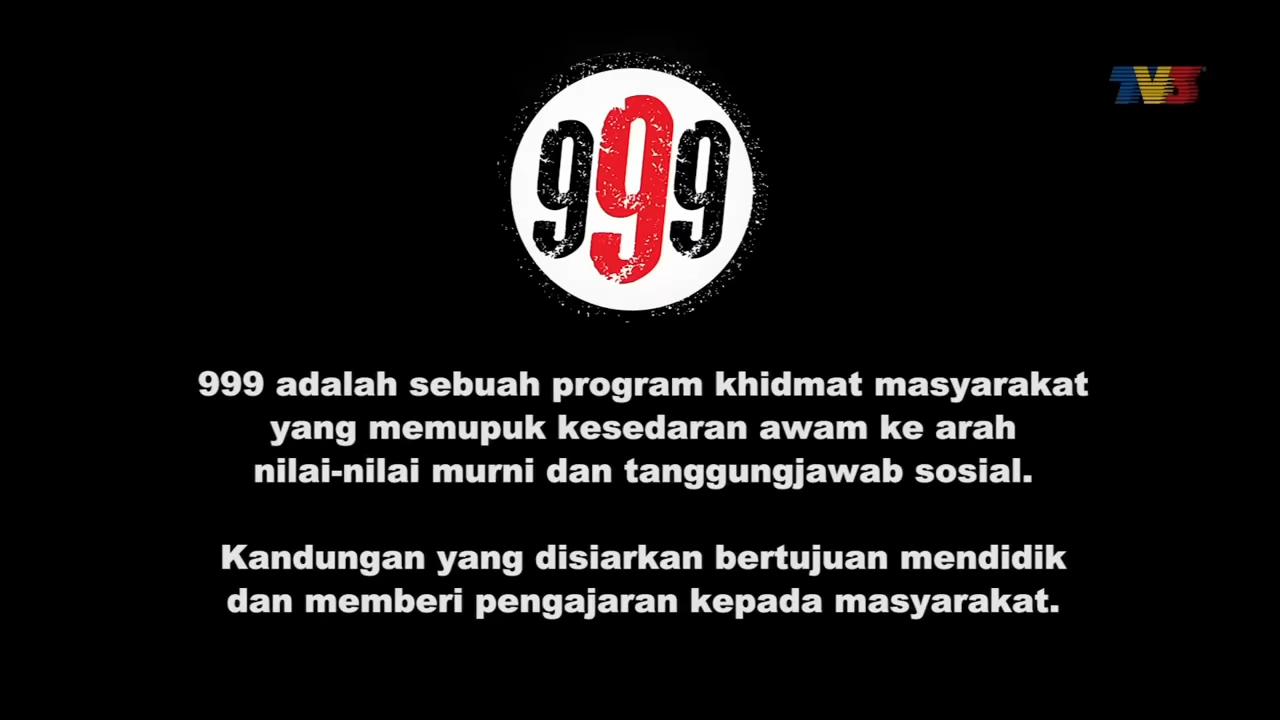 TV3
999
999 adalah sebuah program khidmat masyarakat
yang memupuk kesedaran awam ke arah
nilai-nilai murni dan tanggungjawab sosial.
Kandungan yang disiarkan bertujuan mendidik
dan memberi pengajaran kepada masyarakat.